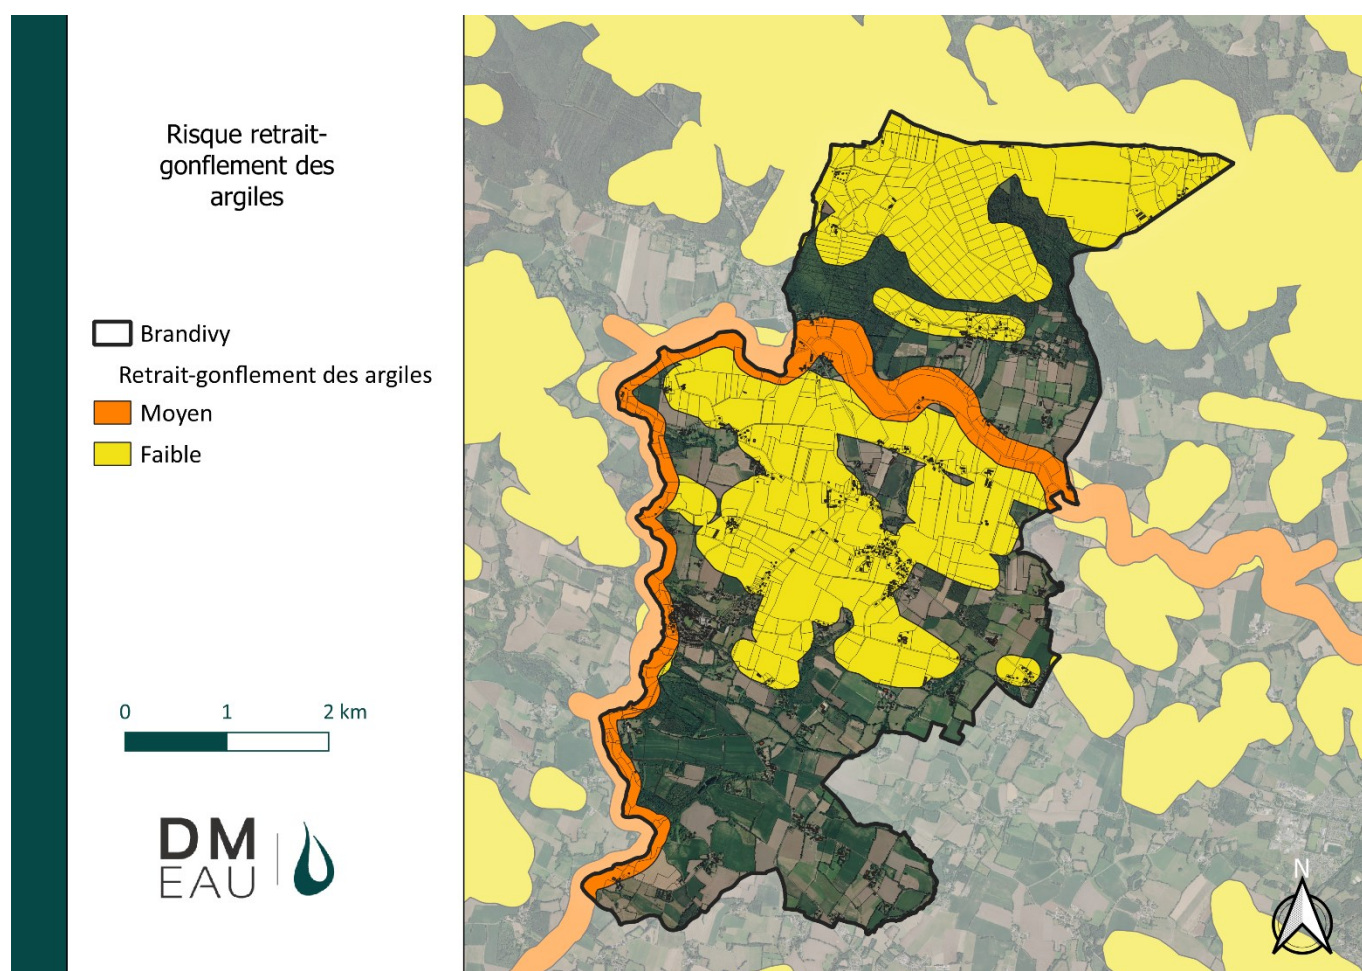 Risque retrait-
gonflement des
argiles
Brandivy
Retrait-gonflement des argiles
Moyen
Faible
0 1 2 km
DM
EAU
N